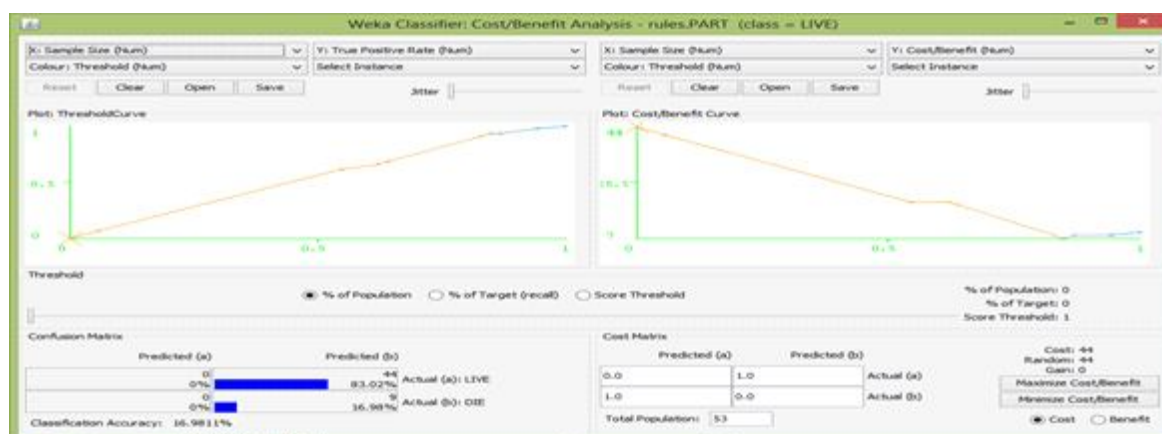 Weka Classifier: Cost/Benefit Analysis - rules.PART (class = LIVE)
X: Sample Size (Num) Y: True Positive Rate (Num) X: Sample Size (Num) Y: Cost/Benefit (Num)
Colour: Threshold (Num) Select Instance Colour: Threshold (Num) Select Instance
Reset Clear Open Save Jitter Reset Clear Open Save Jitter
Plot: ThresholdCurve Plot: Cost/Benefit Curve
1 44
0.5
0 0.5 1 0 0.5 1
Threshold
% of Population % of Target (recall) Score Threshold
% of Population: 0
% of Target: 0
Score Threshold: 1
Confusion Matrix Cost Matrix
Predicted (a) Predicted (b) Predicted (a) Predicted (b)
0 44
0% 83.02% Actual (a): LIVE
0 9
0% 16.98% Actual (b): DIE
Classification Accuracy: 16.9811%
0.0 1.0 Actual (a)
1.0 0.0 Actual (b)
Total Population: 53
Cost: 44
Random: 44
Gain: 0
Maximize Cost/Benefit
Minimize Cost/Benefit
Cost Benefit